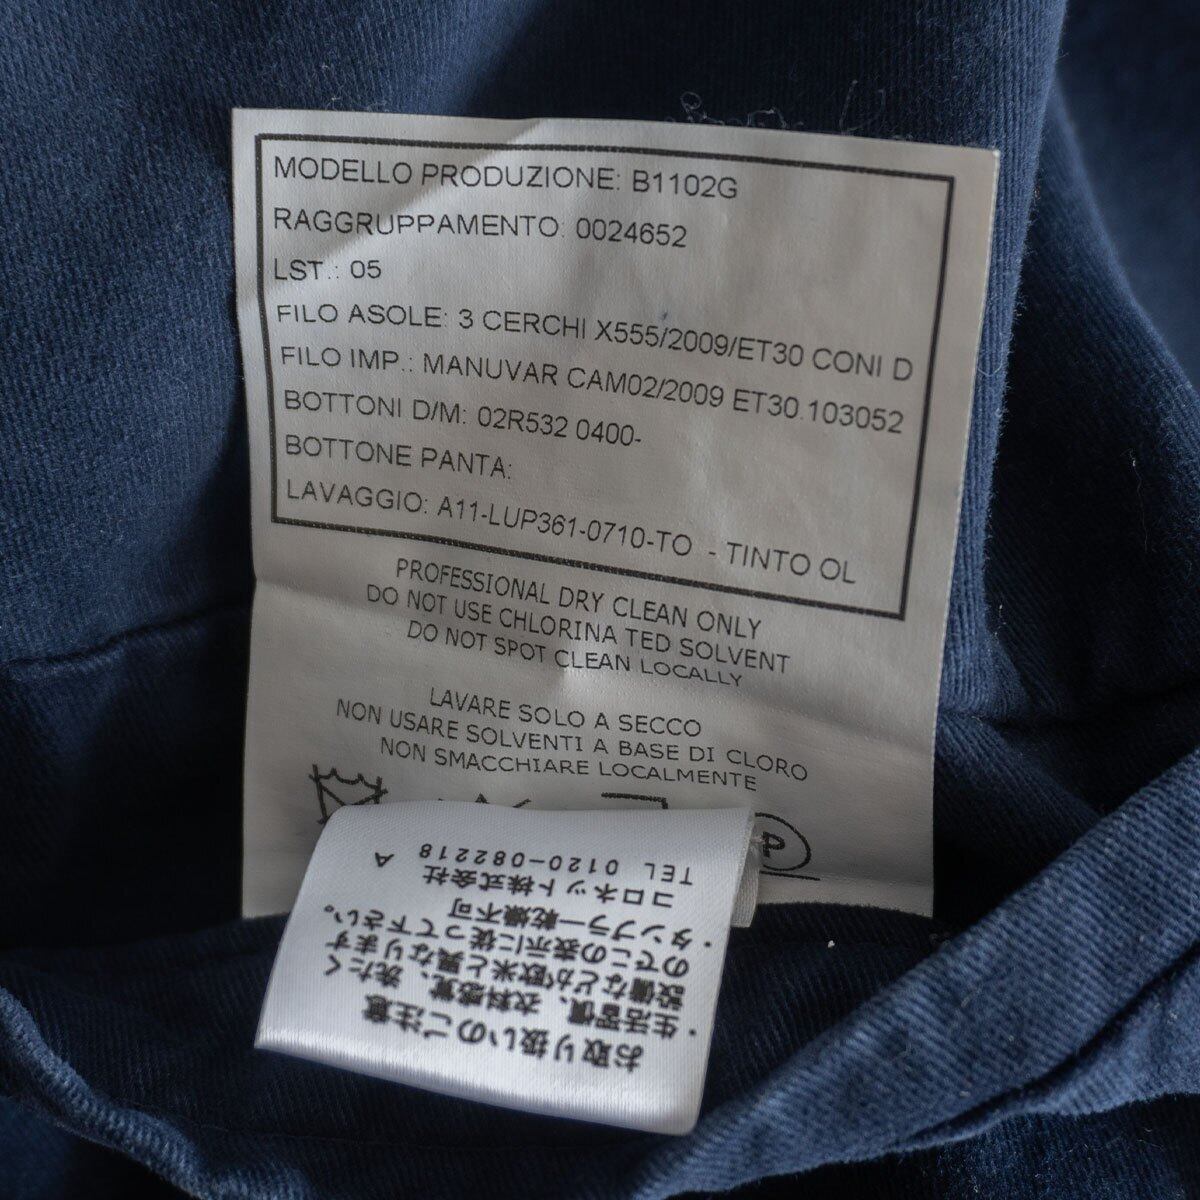 MODELLO PRODUZIONE: B1102G
RAGGRUPPAMENTO: 0024652
LST.: 05
FILO ASOLE: 3 CERCHI X555/2009/ET30 CONI D
FILO IMP.: MANUVAR CAM02/2009 ET30.103052
BOTTONI D/M: 02R532 0400-
BOTTONE PANTA:
LAVAGGIO: A11-LUP361-0710-TO - TINTO OL
PROFESSIONAL DRY CLEAN ONLY
DO NOT USE CHLORINA TED SOLVENT
DO NOT SPOT CLEAN LOCALLY
LAVARE SOLO A SECCO
NON USARE SOLVENTI A BASE DI CLORO
NON SMACCHIARE LOCALMENTE
P
お取り扱いのご注意
・生活習慣、衣料感覚、洗たく
設備などが欧米と異なります
のでこの表示に従って下さい。
・タンブラー乾燥不可
コロネット株式会社
TEL 0120-082218 A